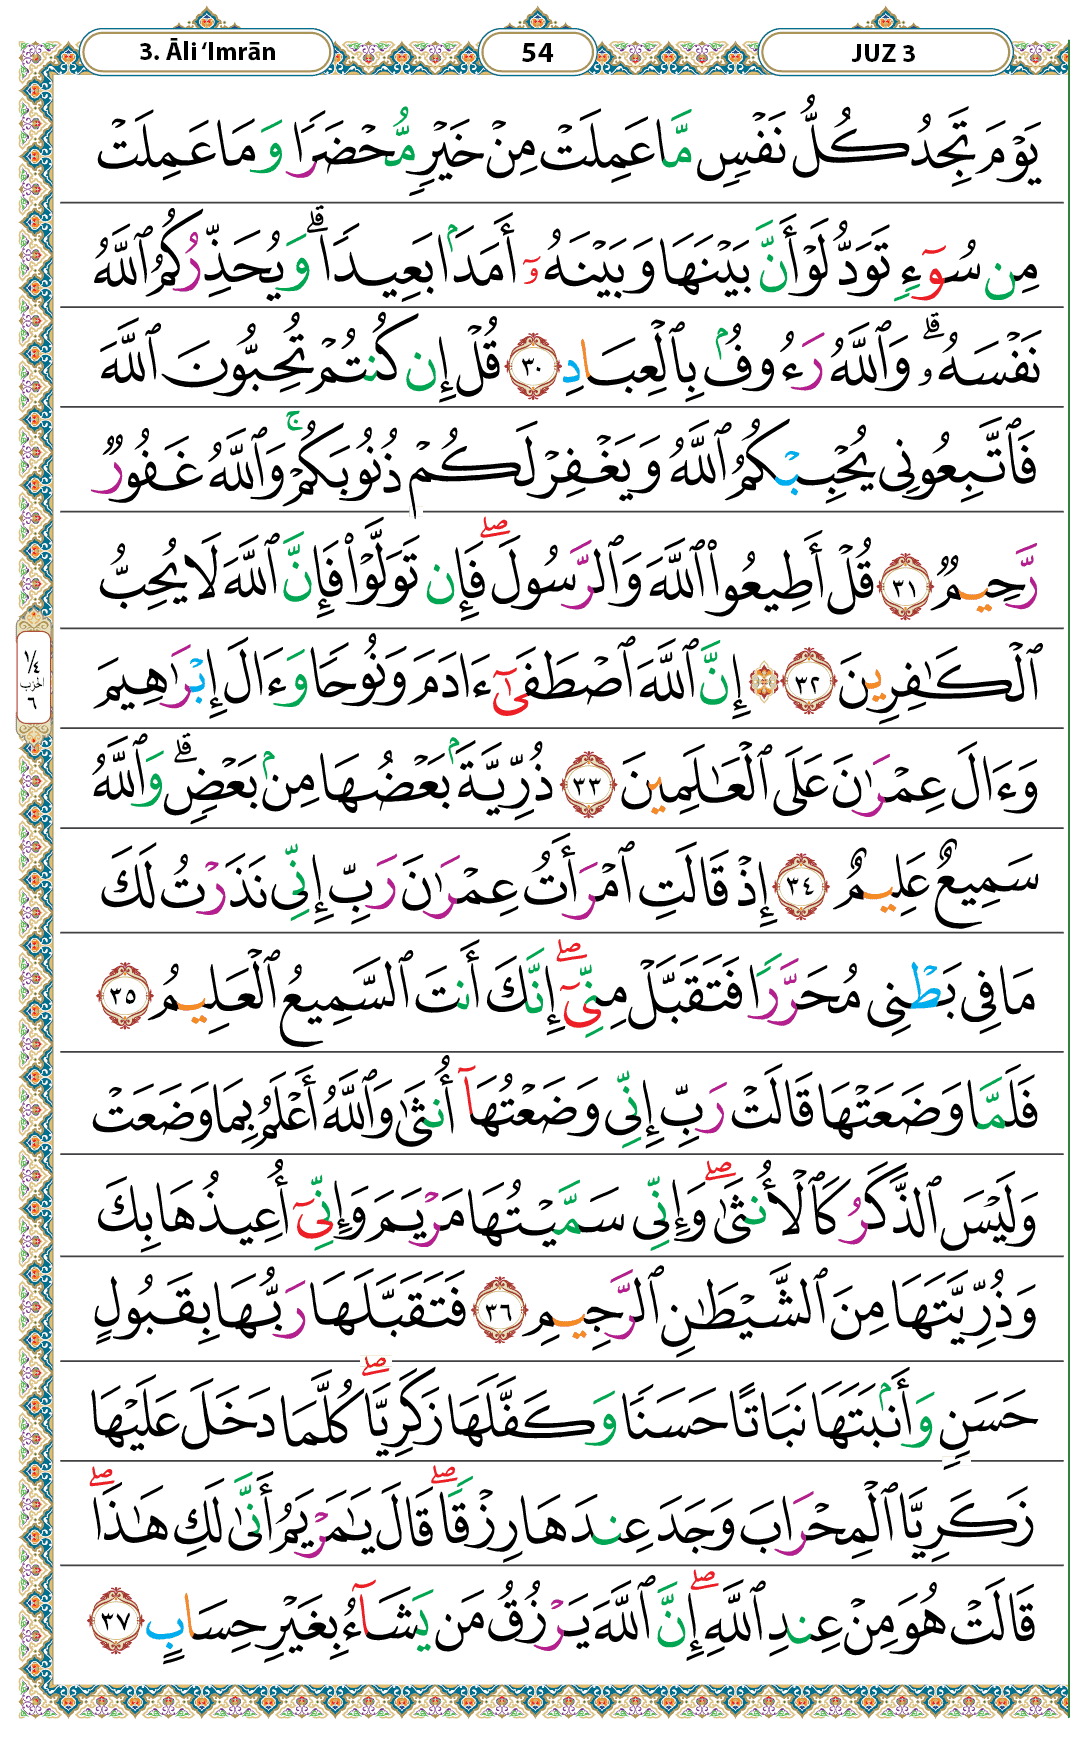 3. Āli ‘Imrān
54
JUZ 3
يَوْمَ تَجِدُ كُلُّ نَفْسٍ مَّا عَمِلَتْ مِنْ خَيْرٍ مُّحْضَرًا وَمَا عَمِلَتْ
مِن سُوٓءٍ تَوَدُّ لَوْ أَنَّ بَيْنَهَا وَبَيْنَهُۥٓ أَمَدًۢا بَعِيدًا ۗ وَيُحَذِّرُكُمُ ٱللَّهُ
نَفْسَهُۥ ۗ وَٱللَّهُ رَءُوفٌۢ بِٱلْعِبَادِ ٣٠ قُلْ إِن كُنتُمْ تُحِبُّونَ ٱللَّهَ
فَٱتَّبِعُونِى يُحْبِبْكُمُ ٱللَّهُ وَيَغْفِرْ لَكُمْ ذُنُوبَكُمْ ۚ وَٱللَّهُ غَفُورٌ
رَّحِيمٌ ٣١ قُلْ أَطِيعُوا۟ ٱللَّهَ وَٱلرَّسُولَ ۖ فَإِن تَوَلَّوْا۟ فَإِنَّ ٱللَّهَ لَا يُحِبُّ
ٱلْكَـٰفِرِينَ ٣٢ ۞ إِنَّ ٱللَّهَ ٱصْطَفَىٰٓ ءَادَمَ وَنُوحًا وَءَالَ إِبْرَٰهِيمَ
١/٤
الحزب
٦
وَءَالَ عِمْرَٰنَ عَلَى ٱلْعَـٰلَمِينَ ٣٣ ذُرِّيَّةًۢ بَعْضُهَا مِنۢ بَعْضٍ ۗ وَٱللَّهُ
سَمِيعٌ عَلِيمٌ ٣٤ إِذْ قَالَتِ ٱمْرَأَتُ عِمْرَٰنَ رَبِّ إِنِّى نَذَرْتُ لَكَ
مَا فِى بَطْنِى مُحَرَّرًا فَتَقَبَّلْ مِنِّىٓ ۖ إِنَّكَ أَنتَ ٱلسَّمِيعُ ٱلْعَلِيمُ ٣٥
فَلَمَّا وَضَعَتْهَا قَالَتْ رَبِّ إِنِّى وَضَعْتُهَآ أُنثَىٰ وَٱللَّهُ أَعْلَمُ بِمَا وَضَعَتْ
وَلَيْسَ ٱلذَّكَرُ كَٱلْأُنثَىٰ ۖ وَإِنِّى سَمَّيْتُهَا مَرْيَمَ وَإِنِّىٓ أُعِيذُهَا بِكَ
وَذُرِّيَّتَهَا مِنَ ٱلشَّيْطَـٰنِ ٱلرَّجِيمِ ٣٦ فَتَقَبَّلَهَا رَبُّهَا بِقَبُولٍ
حَسَنٍ وَأَنۢبَتَهَا نَبَاتًا حَسَنًا وَكَفَّلَهَا زَكَرِيَّا ۖ كُلَّمَا دَخَلَ عَلَيْهَا
زَكَرِيَّا ٱلْمِحْرَابَ وَجَدَ عِندَهَا رِزْقًا ۖ قَالَ يَـٰمَرْيَمُ أَنَّىٰ لَكِ هَـٰذَا ۖ
قَالَتْ هُوَ مِنْ عِندِ ٱللَّهِ ۖ إِنَّ ٱللَّهَ يَرْزُقُ مَن يَشَآءُ بِغَيْرِ حِسَابٍ ٣٧